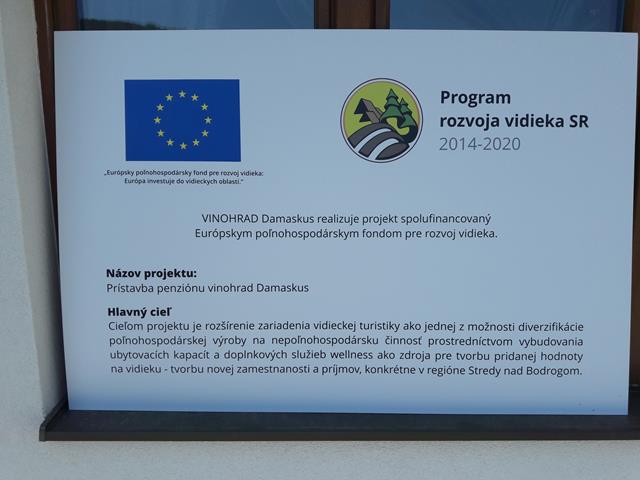 Program
rozvoja vidieka SR
2014-2020
„Európsky poľnohospodársky fond pre rozvoj vidieka:
Európa investuje do vidieckych oblastí.“
VINOHRAD Damaskus realizuje projekt spolufinancovaný
Európskym poľnohospodárskym fondom pre rozvoj vidieka.
Názov projektu:
Prístavba penziónu vinohrad Damaskus
Hlavný cieľ
Cieľom projektu je rozšírenie zariadenia vidieckej turistiky ako jednej z možnosti diverzifikácie
poľnohospodárskej výroby na nepoľnohospodársku činnosť prostredníctvom vybudovania
ubytovacích kapacít a doplnkových služieb wellness ako zdroja pre tvorbu pridanej hodnoty
na vidieku - tvorbu novej zamestnanosti a príjmov, konkrétne v regióne Stredy nad Bodrogom.